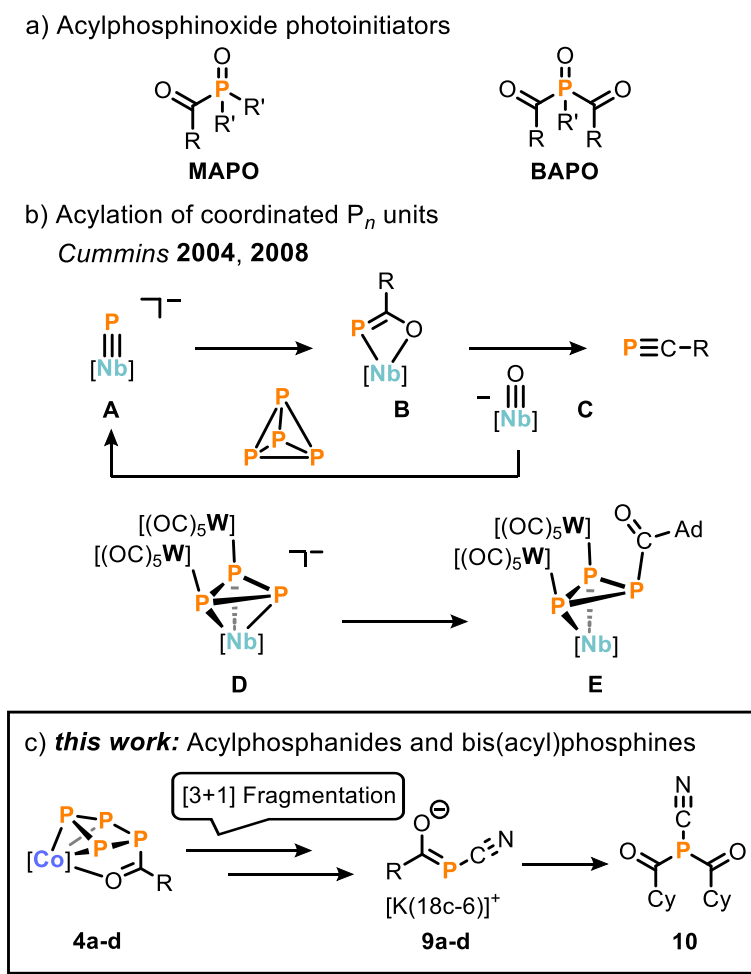 a) Acylphosphinoxide photoinitiators
O O P R' R' R
MAPO
O O P O R' R R
BAPO
b) Acylation of coordinated Pn units
Cummins 2004, 2008
P [Nb] −
A
R P O [Nb]
B
P≡C−R
C
− O [Nb]
P P P P
[(OC)5W]
[(OC)5W]
P P P [Nb] −
D
[(OC)5W]
[(OC)5W]
O C Ad
P P P [Nb]
E
c) this work: Acylphosphanides and bis(acyl)phosphines
[3+1] Fragmentation
P P P P [Co] O R
4a-d
O⊖ R P C≡N
[K(18c-6)]+
9a-d
N C O P O Cy Cy
10